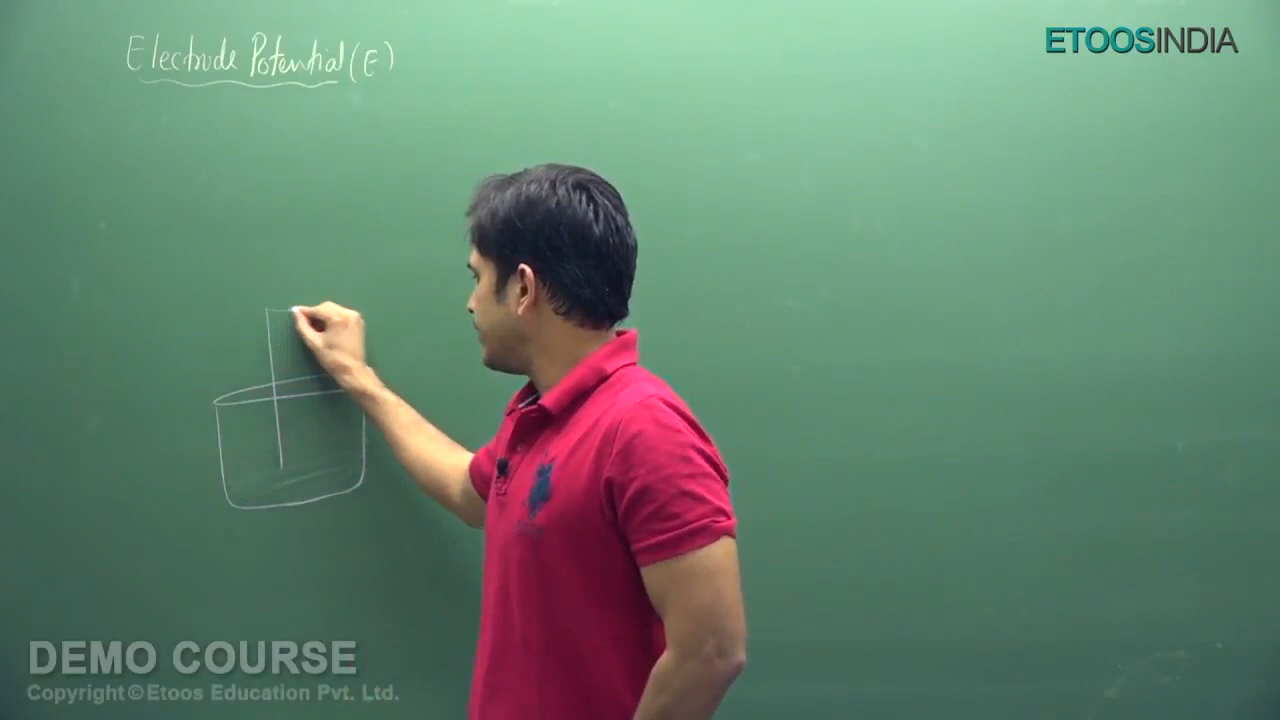 Electrode Potential (E)
ETOOSINDIA
DEMO COURSE
Copyright © Etoos Education Pvt. Ltd.